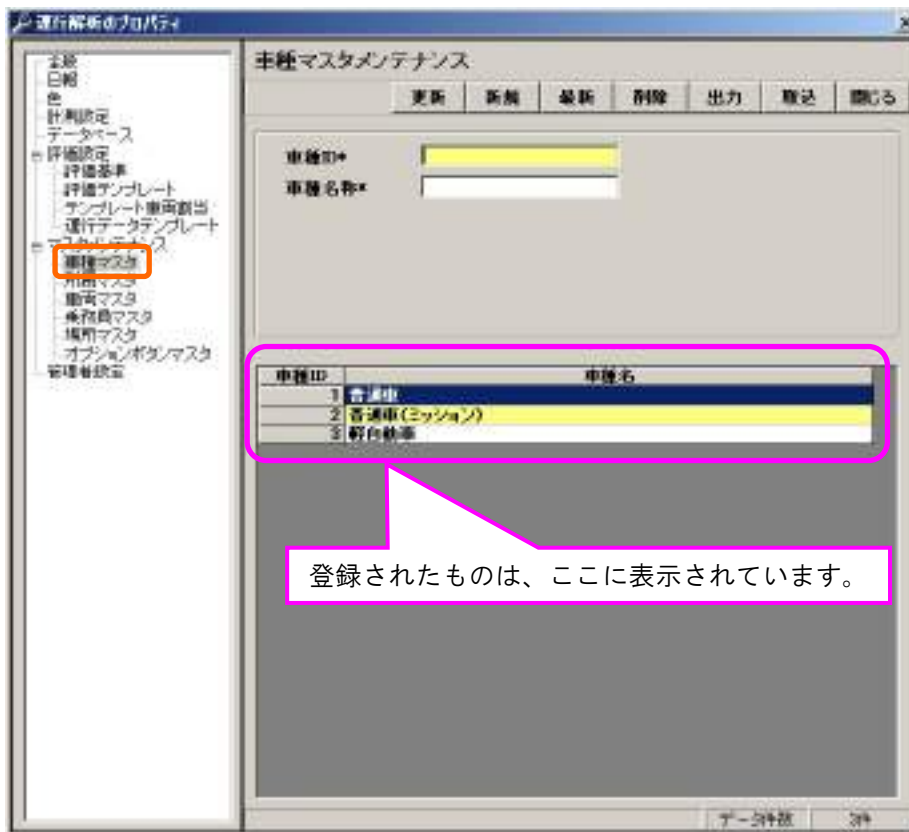 運行解析のプロパティ
全般
日報
色
計測設定
データベース
評価設定
評価基準
評価テンプレート
テンプレート車両割当
運行データテンプレート
マスタメンテナンス
車種マスタ
所属マスタ
車両マスタ
乗務員マスタ
場所マスタ
オプションボタンマスタ
管理者設定
車種マスタメンテナンス
更新 新規 最新 削除 出力 取込 閉じる
車種ID*
車種名称*
車種ID 車種名
1 普通車
2 普通車(ミッション)
3 軽自動車
登録されたものは、ここに表示されています。
データ件数 3件